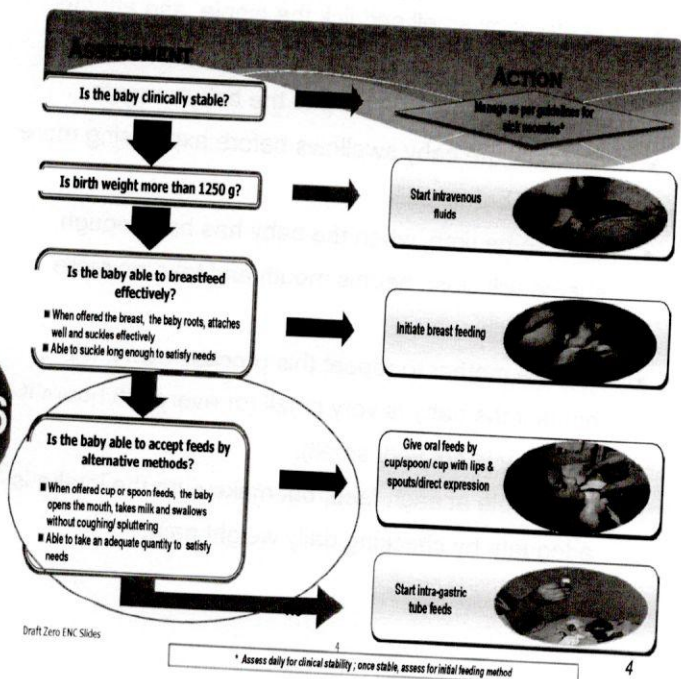 ASSESSMENT
ACTION
Is the baby clinically stable?
Manage as per guidelines for
sick neonates*
Is birth weight more than 1250 g?
Start intravenous
fluids
Is the baby able to breastfeed
effectively?
■ When offered the breast, the baby roots, attaches
well and suckles effectively
■ Able to suckle long enough to satisfy needs
Initiate breast feeding
Is the baby able to accept feeds by
alternative methods?
■ When offered cup or spoon feeds, the baby
opens the mouth, takes milk and swallows
without coughing/ spluttering
■ Able to take an adequate quantity to satisfy
needs
Give oral feeds by
cup/spoon/ cup with lips &
spouts/direct expression
Start intra-gastric
tube feeds
Draft Zero ENC Slides
4
* Assess daily for clinical stability ; once stable, assess for initial feeding method
4